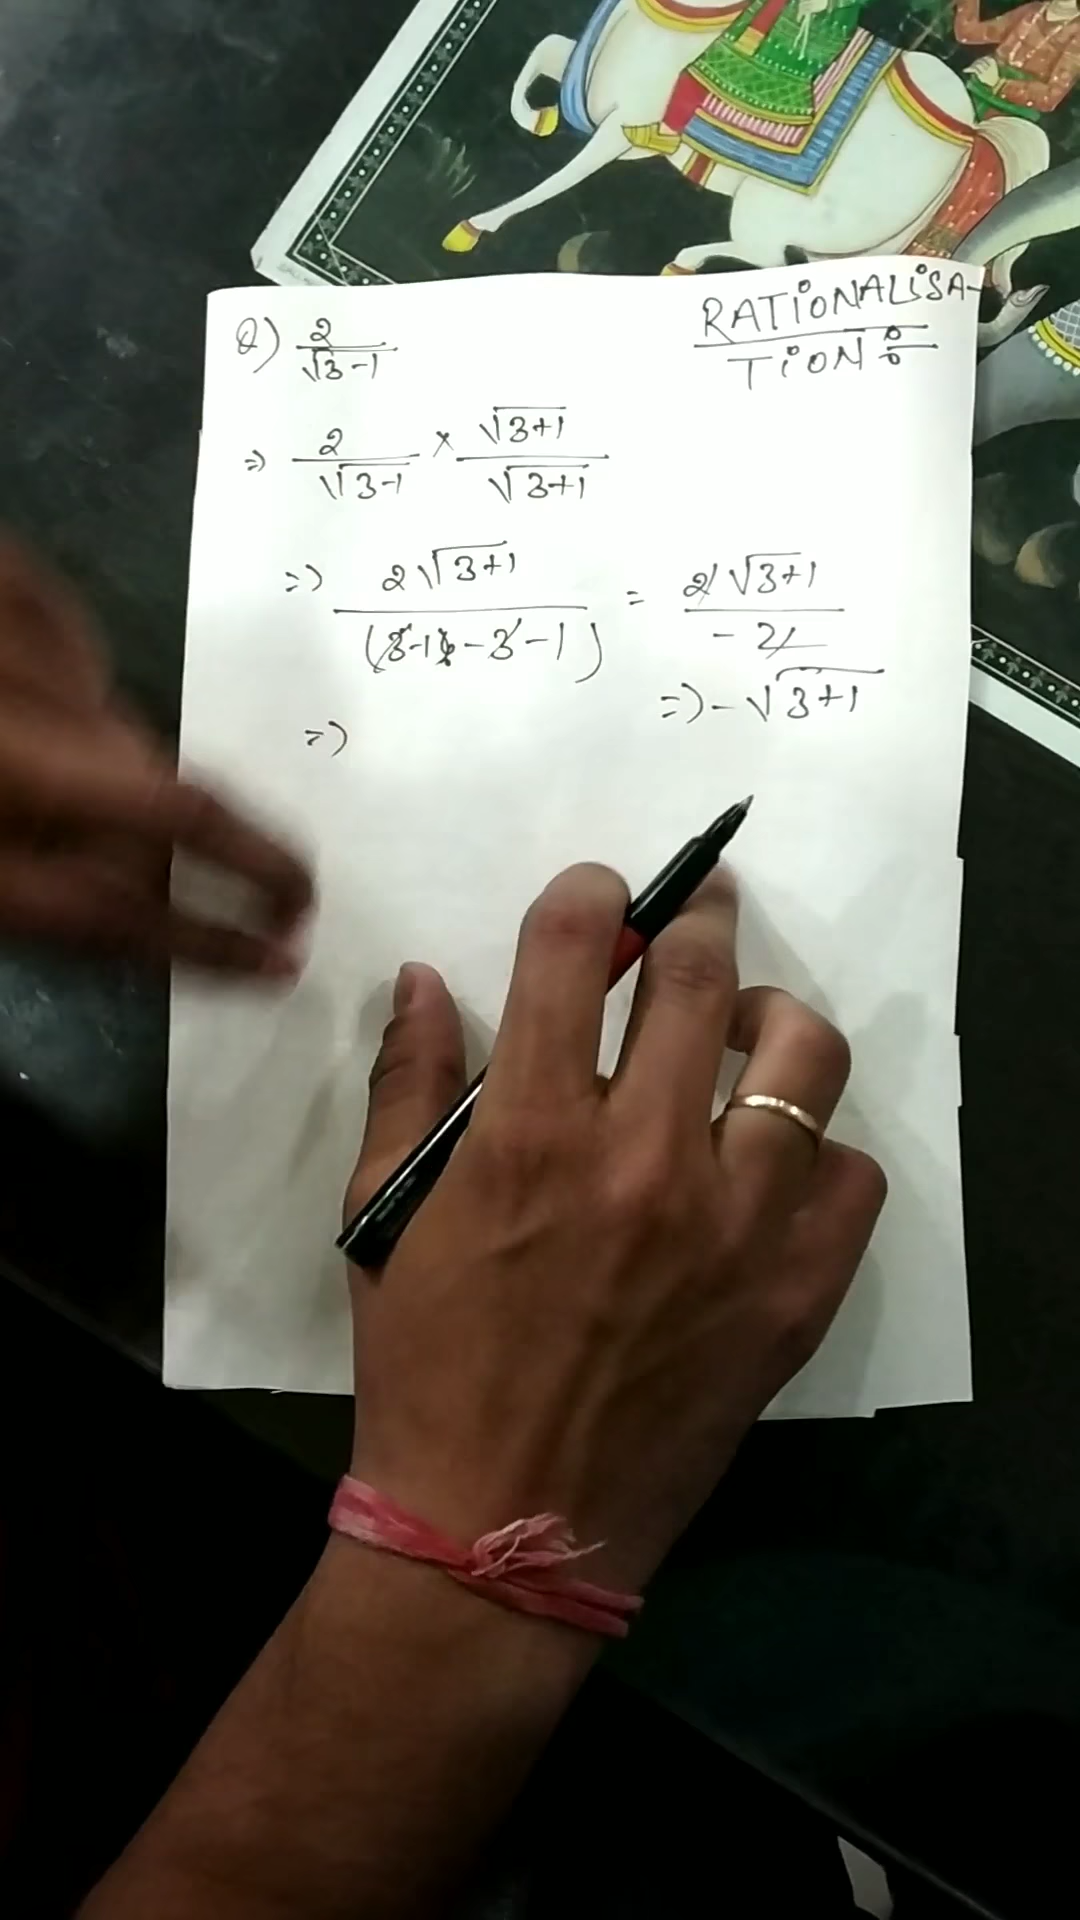 Q) 2/√3-1
RATiONALiSA-
TiON÷
=) 2/√3-1 × √3+1/√3+1
=) 2√3+1/(3-1-3-1) = 2√3+1/-2
=)-√3+1
=)